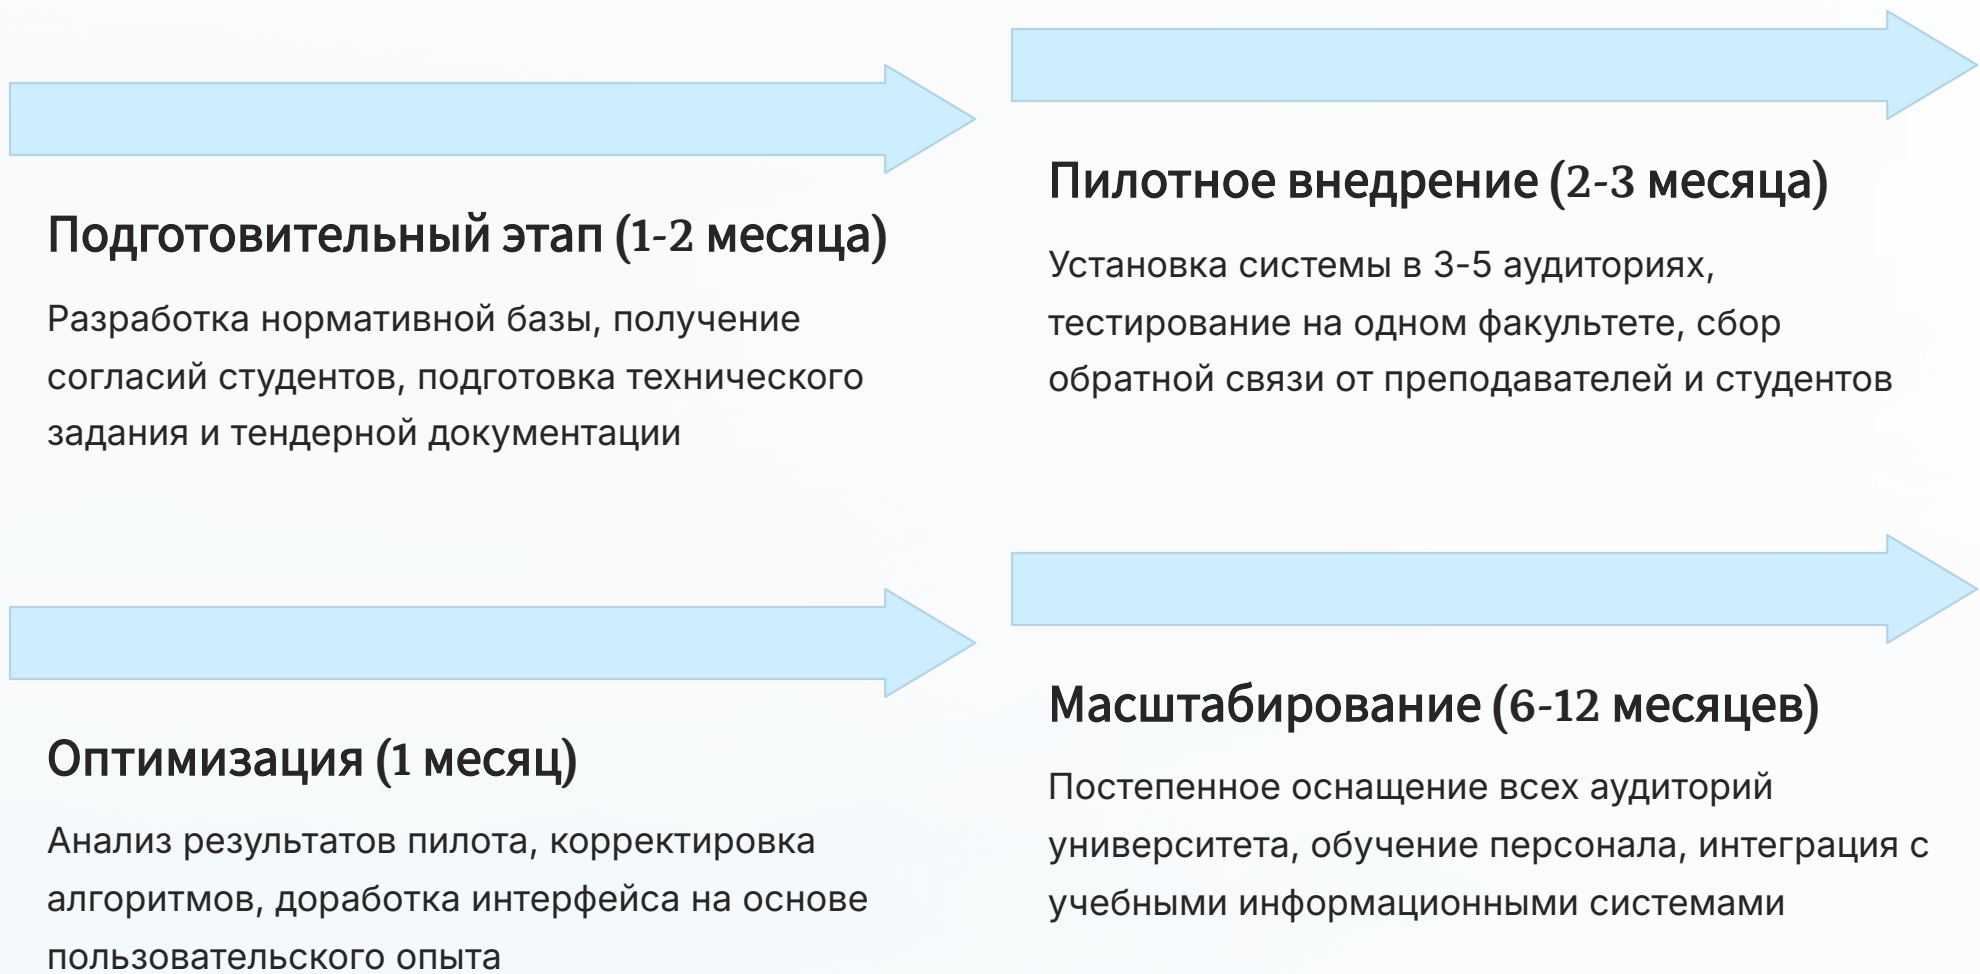 Подготовительный этап (1-2 месяца)
Разработка нормативной базы, получение
согласий студентов, подготовка технического
задания и тендерной документации
Пилотное внедрение (2-3 месяца)
Установка системы в 3-5 аудиториях,
тестирование на одном факультете, сбор
обратной связи от преподавателей и студентов
Оптимизация (1 месяц)
Анализ результатов пилота, корректировка
алгоритмов, доработка интерфейса на основе
пользовательского опыта
Масштабирование (6-12 месяцев)
Постепенное оснащение всех аудиторий
университета, обучение персонала, интеграция с
учебными информационными системами